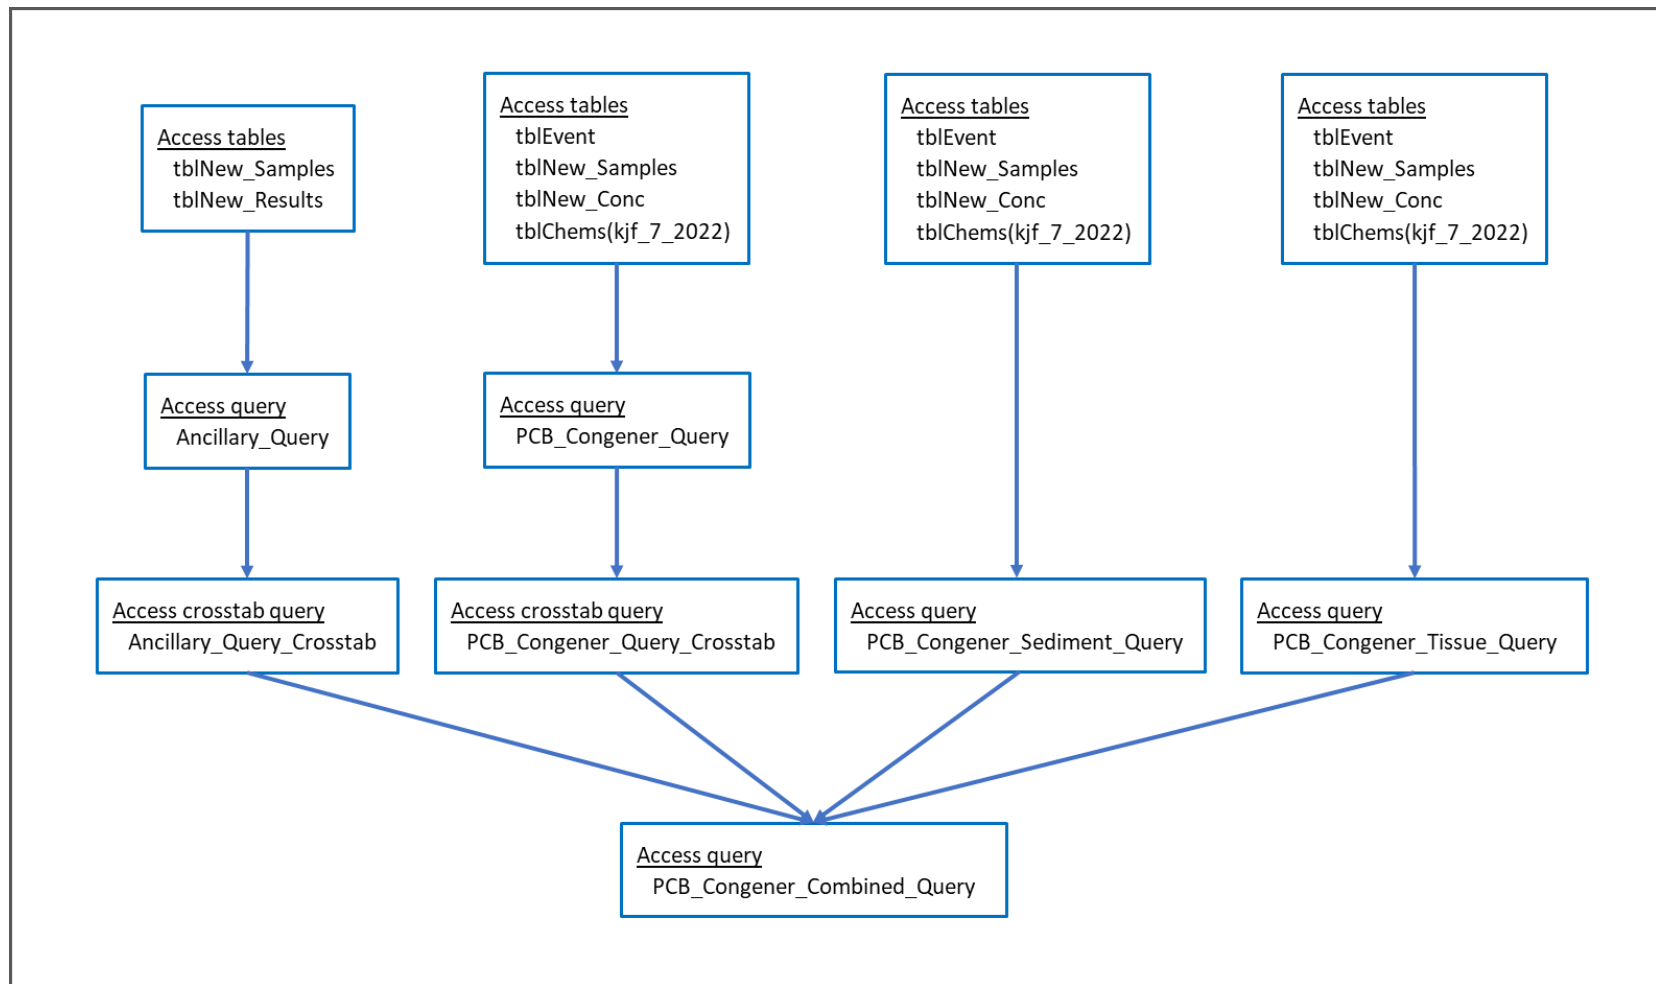 Access tables
tblNew_Samples
tblNew_Results
Access tables
tblEvent
tblNew_Samples
tblNew_Conc
tblChems(kjf_7_2022)
Access tables
tblEvent
tblNew_Samples
tblNew_Conc
tblChems(kjf_7_2022)
Access tables
tblEvent
tblNew_Samples
tblNew_Conc
tblChems(kjf_7_2022)
Access query
Ancillary_Query
Access query
PCB_Congener_Query
Access crosstab query
Ancillary_Query_Crosstab
Access crosstab query
PCB_Congener_Query_Crosstab
Access query
PCB_Congener_Sediment_Query
Access query
PCB_Congener_Tissue_Query
Access query
PCB_Congener_Combined_Query